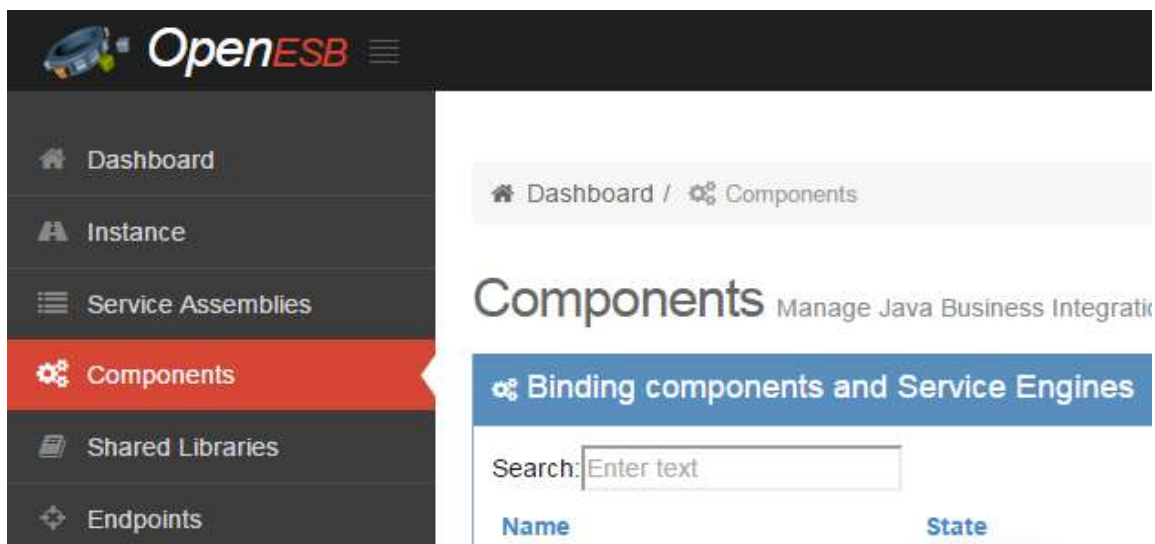 OpenESB
Dashboard
Instance
Service Assemblies
Components
Shared Libraries
Endpoints
Dashboard / Components
Components Manage Java Business
Binding components and Service Engines
Search: Enter text
Name State